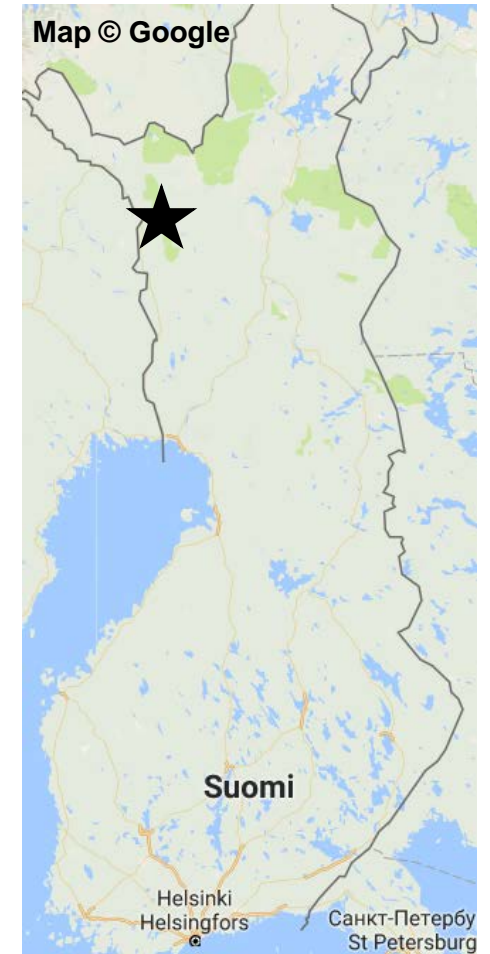 Map © Google
Suomi
Helsinki
Helsingfors
Санкт-Петербу
St Petersburg